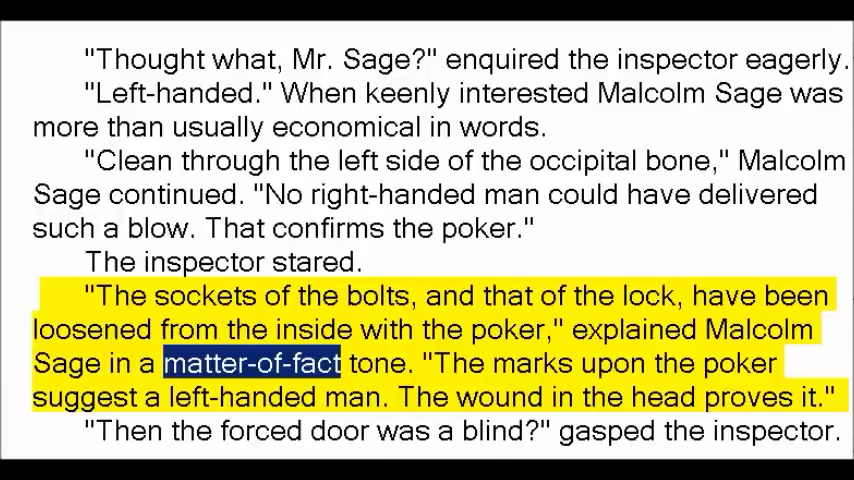 "Thought what, Mr. Sage?" enquired the inspector eagerly.
"Left-handed." When keenly interested Malcolm Sage was
more than usually economical in words.
"Clean through the left side of the occipital bone," Malcolm
Sage continued. "No right-handed man could have delivered
such a blow. That confirms the poker."
The inspector stared.
"The sockets of the bolts, and that of the lock, have been
loosened from the inside with the poker," explained Malcolm
Sage in a matter-of-fact tone. "The marks upon the poker
suggest a left-handed man. The wound in the head proves it."
"Then the forced door was a blind?" gasped the inspector.